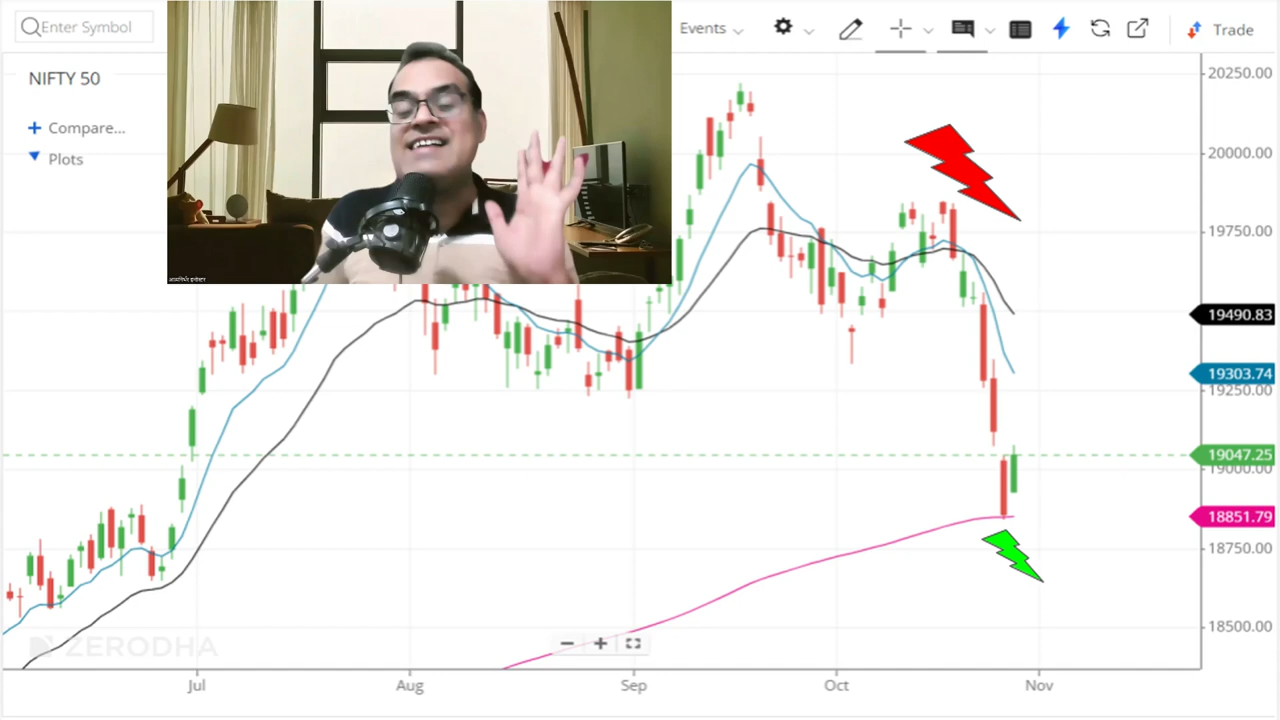 Enter Symbol
Events
Trade
NIFTY 50
Compare...
Plots
20250.00
20000.00
19750.00
19490.83
19303.74
19250.00
19047.25
19000.00
18851.79
18750.00
18500.00
ZERODHA
Jul
Aug
Sep
Oct
Nov